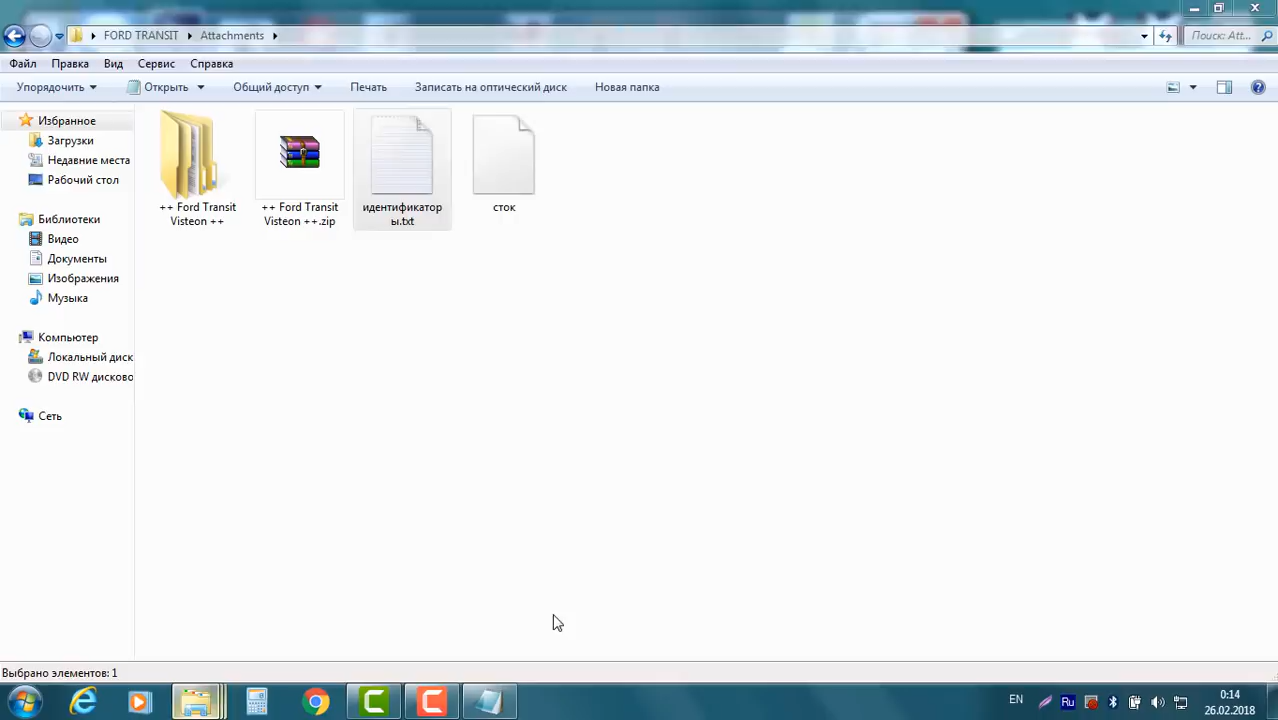 FORD TRANSIT Attachments Поиск: Att...
Файл Правка Вид Сервис Справка
Упорядочить Открыть Общий доступ Печать Записать на оптический диск Новая папка
Избранное
Загрузки
Недавние места
Рабочий стол
Библиотеки
Видео
Документы
Изображения
Музыка
Компьютер
Локальный диск
DVD RW дисково
Сеть
++ Ford Transit
Visteon ++
++ Ford Transit
Visteon ++.zip
идентификатор
ы.txt
сток
Выбрано элементов: 1
EN Ru 0:14
26.02.2018